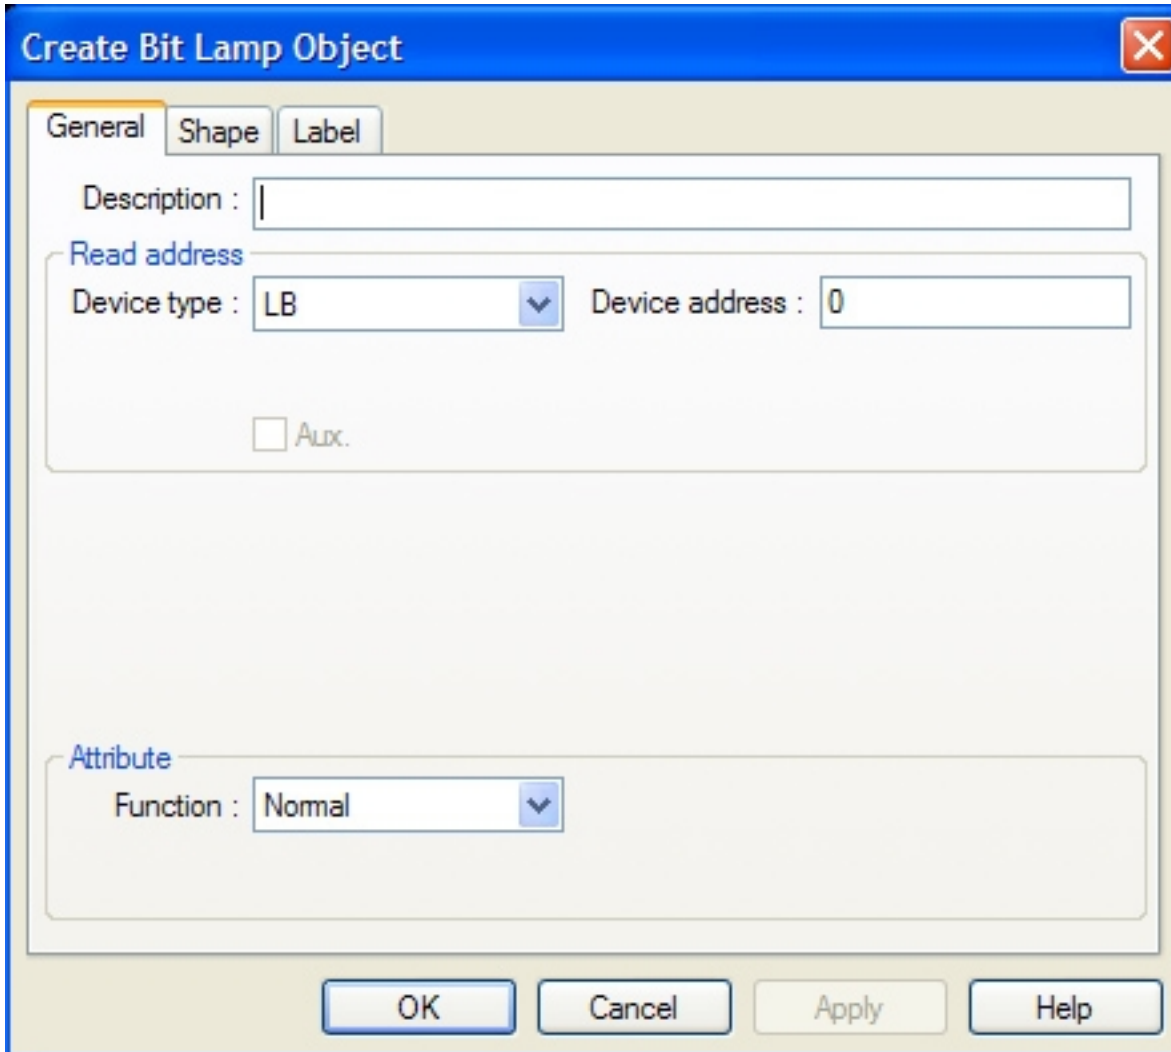 Create Bit Lamp Object
General Shape Label
Description :
Read address
Device type : LB Device address : 0
Aux.
Attribute
Function : Normal
OK Cancel Apply Help